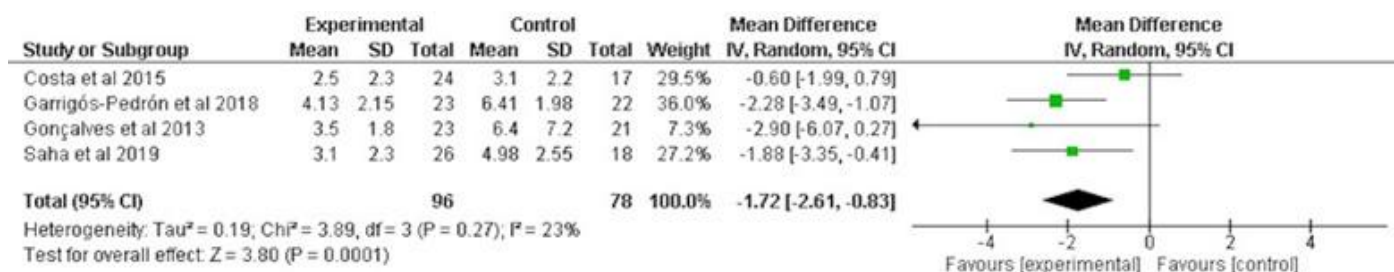 Experimental Control Mean Difference Mean Difference
Study or Subgroup Mean SD Total Mean SD Total Weight IV, Random, 95% CI IV, Random, 95% CI
Costa et al 2015 2.5 2.3 24 3.1 2.2 17 29.5% -0.60 [-1.99, 0.79]
Garrigós-Pedrón et al 2018 4.13 2.15 23 6.41 1.98 22 36.0% -2.28 [-3.49, -1.07]
Gonçalves et al 2013 3.5 1.8 23 6.4 7.2 21 7.3% -2.90 [-6.07, 0.27]
Saha et al 2019 3.1 2.3 26 4.98 2.55 18 27.2% -1.88 [-3.35, -0.41]
Total (95% CI) 96 78 100.0% -1.72 [-2.61, -0.83]
Heterogeneity: Tau² = 0.19; Chi² = 3.89, df = 3 (P = 0.27); I² = 23%
Test for overall effect: Z = 3.80 (P = 0.0001)
-4 -2 0 2 4
Favours [experimental] Favours [control]